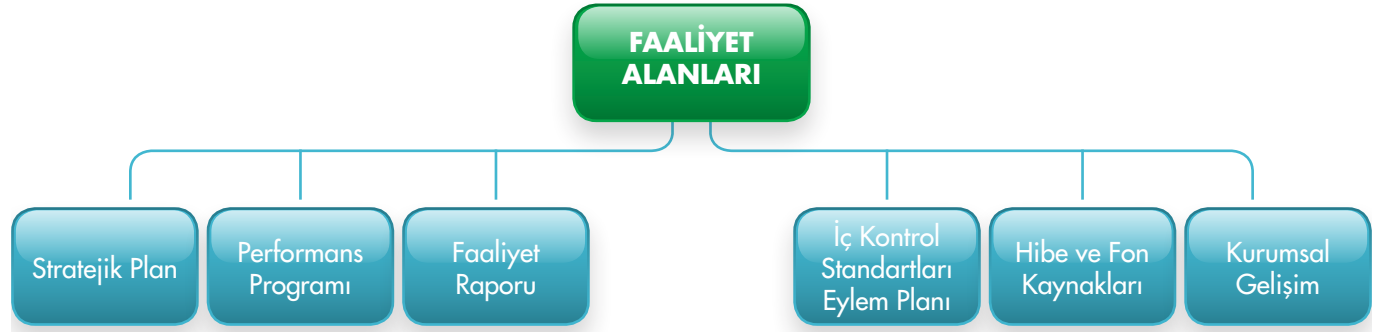 FAALİYET
ALANLARI
Stratejik Plan
Performans
Programı
Faaliyet
Raporu
İç Kontrol
Standartları
Eylem Planı
Hibe ve Fon
Kaynakları
Kurumsal
Gelişim